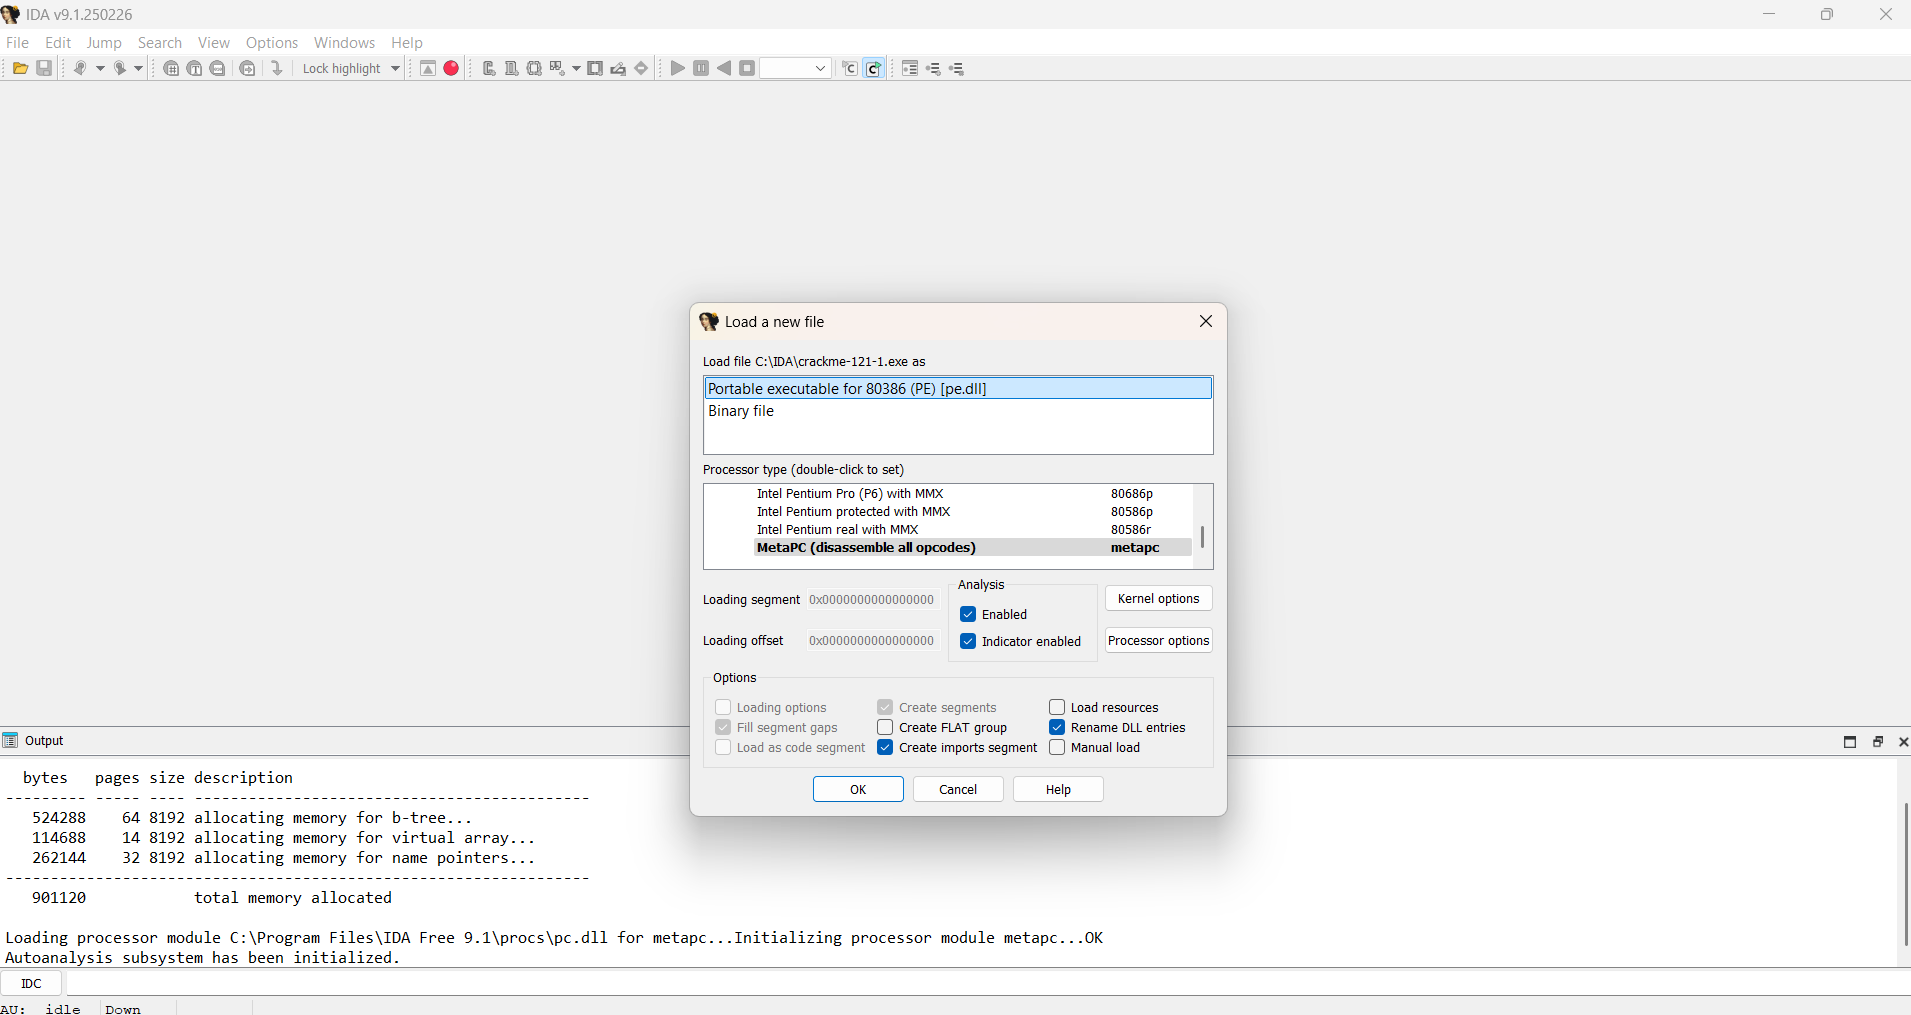 IDA v9.1.250226
File Edit Jump Search View Options Windows Help
Lock highlight
Load a new file
Load file C:\IDA\crackme-121-1.exe as
Portable executable for 80386 (PE) [pe.dll]
Binary file
Processor type (double-click to set)
Intel Pentium Pro (P6) with MMX 80686p
Intel Pentium protected with MMX 80586p
Intel Pentium real with MMX 80586r
MetaPC (disassemble all opcodes) metapc
Analysis
Loading segment 0x0000000000000000
Enabled
Kernel options
Loading offset 0x0000000000000000
Indicator enabled
Processor options
Options
Loading options Create segments Load resources
Fill segment gaps Create FLAT group Rename DLL entries
Load as code segment Create imports segment Manual load
OK Cancel Help
Output
bytes pages size description
--------- ----- ---- --------------------------------------------
524288 64 8192 allocating memory for b-tree...
114688 14 8192 allocating memory for virtual array...
262144 32 8192 allocating memory for name pointers...
-----------------------------------------------------------------
901120 total memory allocated
Loading processor module C:\Program Files\IDA Free 9.1\procs\pc.dll for metapc...Initializing processor module metapc...OK
Autoanalysis subsystem has been initialized.
IDC
AU: idle Down